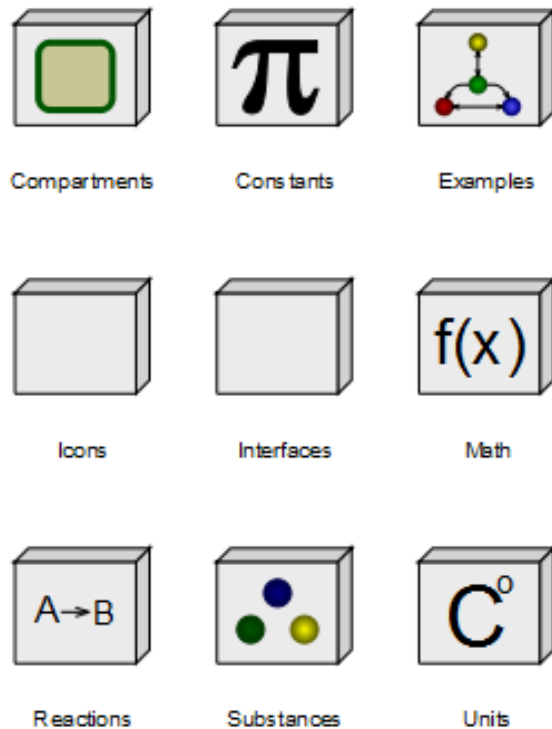 π
Compartments Constants Examples
f(x)
Icons Interfaces Math
A→B
C°
Reactions Substances Units